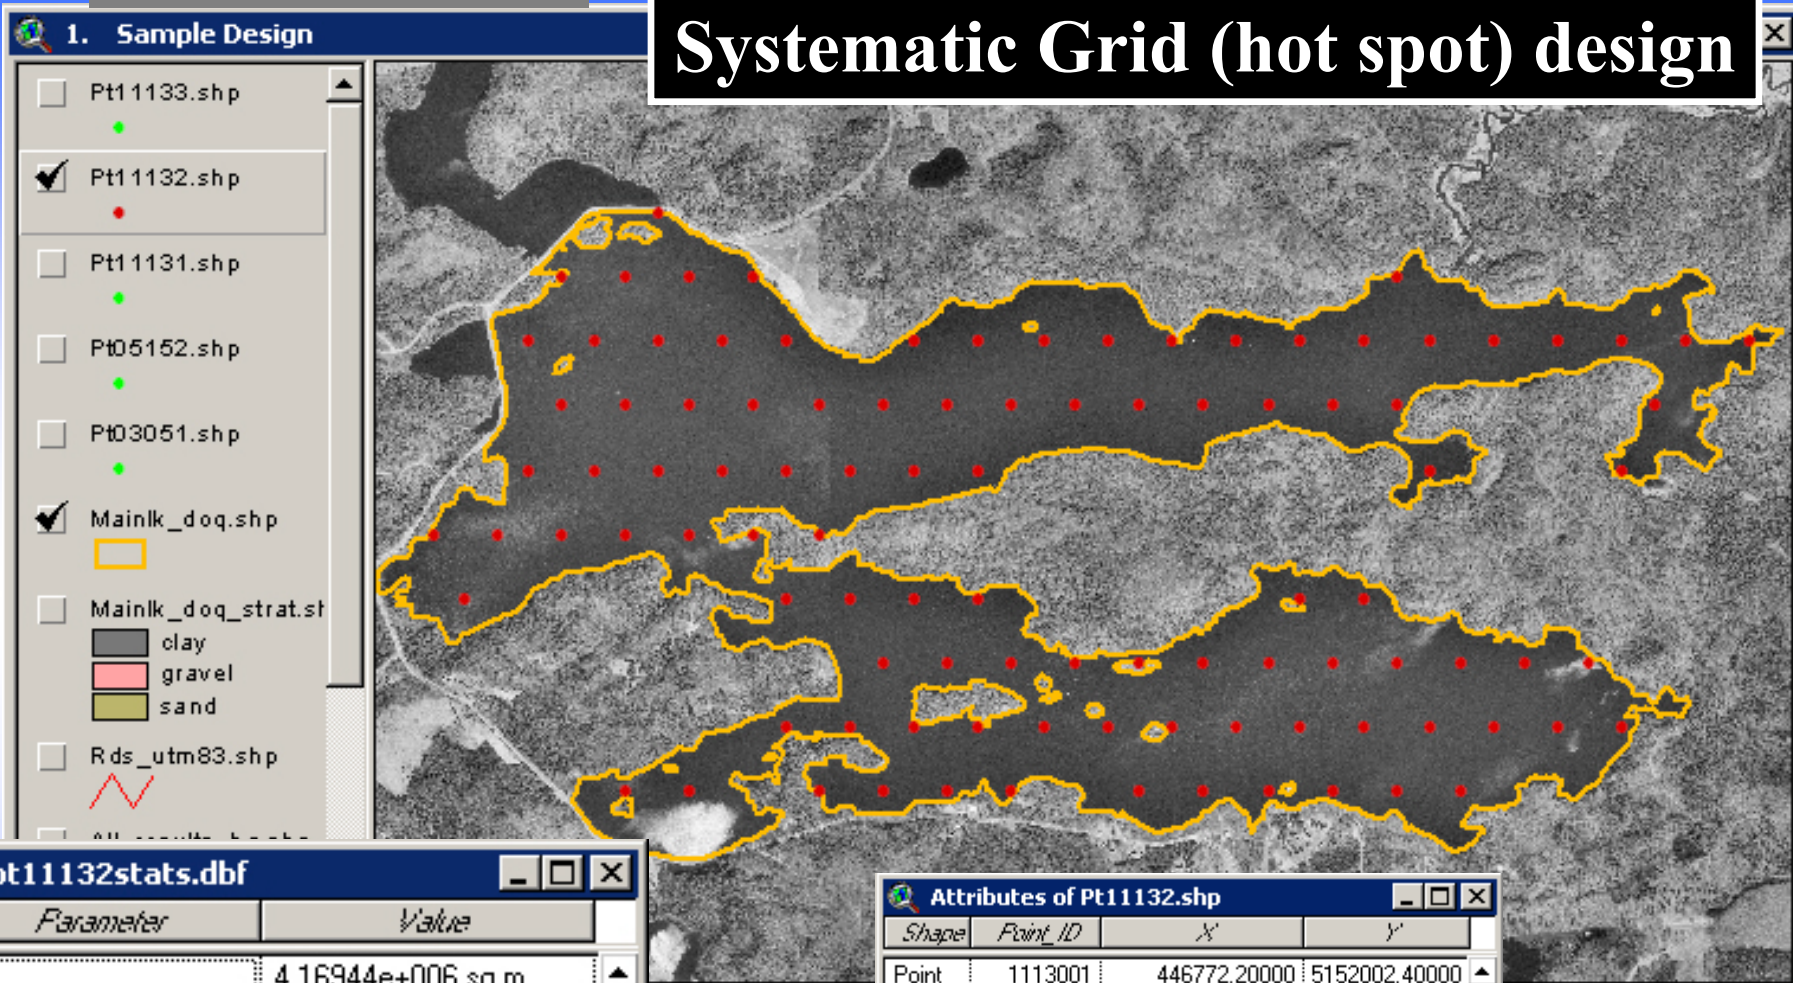 Systematic Grid (hot spot) design
1. Sample Design
Pt11133.shp
Pt11132.shp
Pt11131.shp
Pt05152.shp
Pt03051.shp
Mainlk_doq.shp
Mainlk_doq_strat.sh
clay
gravel
sand
Rds_utm83.shp
pt11132stats.dbf
Parameter Value
4.16944e+006 sq m
Attributes of Pt11132.shp
Shape Point_ID X Y
Point 1113001 446772.20000 5152002.40000